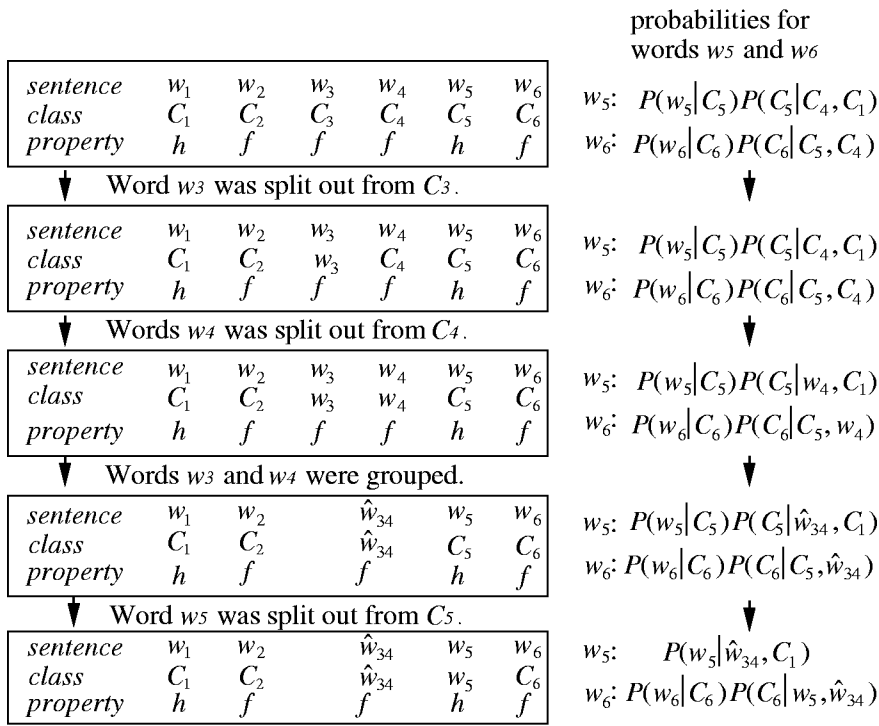 probabilities for
words w5 and w6
sentence w1 w2 w3 w4 w5 w6
class C1 C2 C3 C4 C5 C6
property h f f f h f
w5: P(w5|C5)P(C5|C4, C1)
w6: P(w6|C6)P(C6|C5, C4)
Word w3 was split out from C3.
sentence w1 w2 w3 w4 w5 w6
class C1 C2 w3 C4 C5 C6
property h f f f h f
w5: P(w5|C5)P(C5|C4, C1)
w6: P(w6|C6)P(C6|C5, C4)
Words w4 was split out from C4.
sentence w1 w2 w3 w4 w5 w6
class C1 C2 w3 w4 C5 C6
property h f f f h f
w5: P(w5|C5)P(C5|w4, C1)
w6: P(w6|C6)P(C6|C5, w4)
Words w3 and w4 were grouped.
sentence w1 w2 ŵ34 w5 w6
class C1 C2 ŵ34 C5 C6
property h f f h f
w5: P(w5|C5)P(C5|ŵ34, C1)
w6: P(w6|C6)P(C6|C5, ŵ34)
Word w5 was split out from C5.
sentence w1 w2 ŵ34 w5 w6
class C1 C2 ŵ34 w5 C6
property h f f h f
w5: P(w5|ŵ34, C1)
w6: P(w6|C6)P(C6|w5, ŵ34)